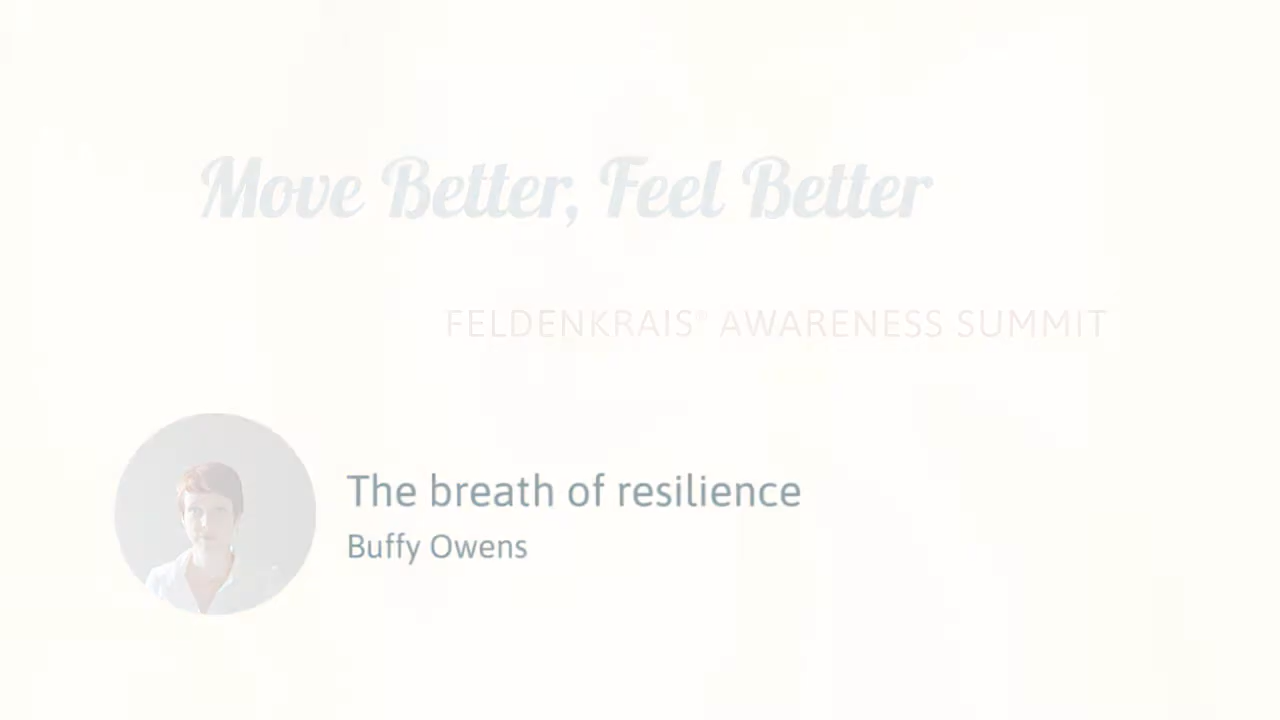 Move Better, Feel Better
FELDENKRAIS® AWARENESS SUMMIT
The breath of resilience
Buffy Owens